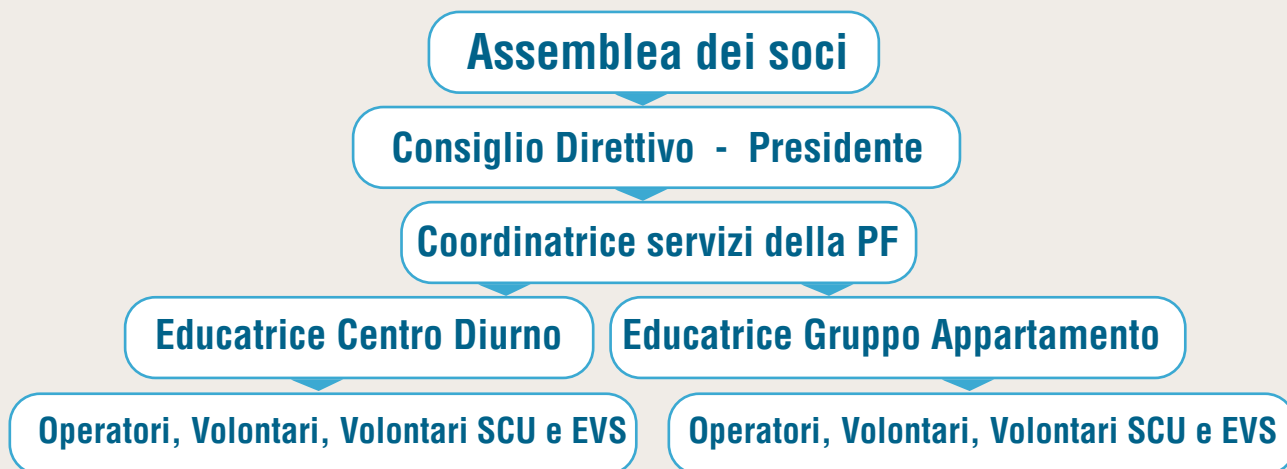 Assemblea dei soci
Consiglio Direttivo - Presidente
Coordinatrice servizi della PF
Educatrice Centro Diurno
Educatrice Gruppo Appartamento
Operatori, Volontari, Volontari SCU e EVS
Operatori, Volontari, Volontari SCU e EVS